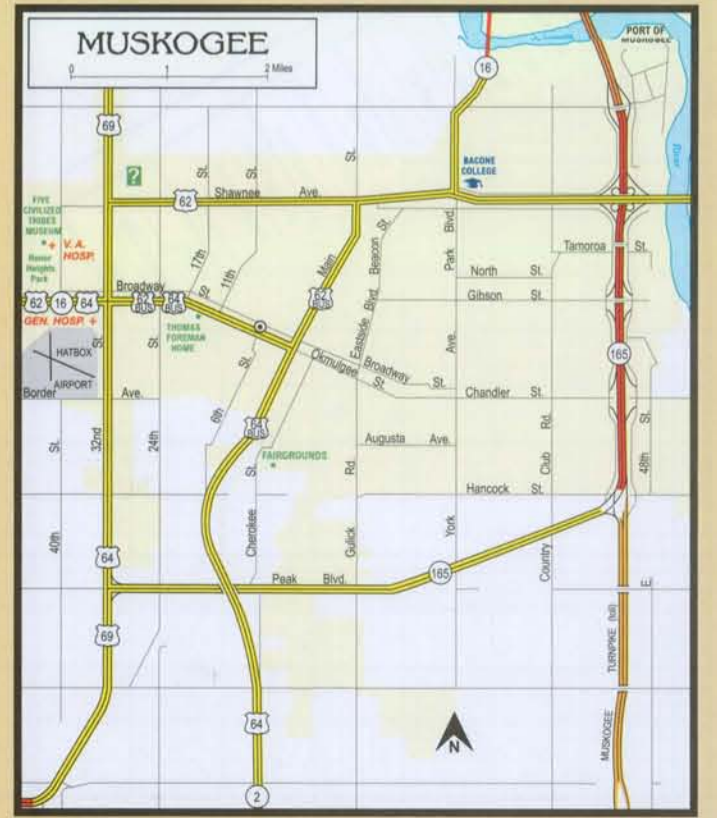 MUSKOGEE
0 1 2 Miles
PORT OF
MUSKOGEE
River
16
69
?
BACONE
COLLEGE
Shawnee Ave.
62
FIVE
CIVILIZED
TRIBES
MUSEUM
V. A.
HOSP.
Honor
Heights
Park
St.
St.
St.
17th
11th
Main
Beacon St.
Park Blvd.
Tamoroa St.
North St.
Gibson St.
Broadway
62 16 64
62 BUS
64 BUS
62 BUS
St.
GEN. HOSP.
THOMAS
FOREMAN
HOME
Eastside Blvd.
Ave.
165
HATBOX
AIRPORT
Okmulgee St.
Broadway St.
Border Ave.
St.
St.
Chandler St.
St.
32nd
24th
6th St.
64 BUS
Augusta Ave.
Rd.
St.
48th
FAIRGROUNDS
St.
Rd
Club
Hancock St.
40th
Cherokee
Gulick
York
Country
64
Peak Blvd.
165
E.
69
TURNPIKE (toll)
MUSKOGEE
64
N
2